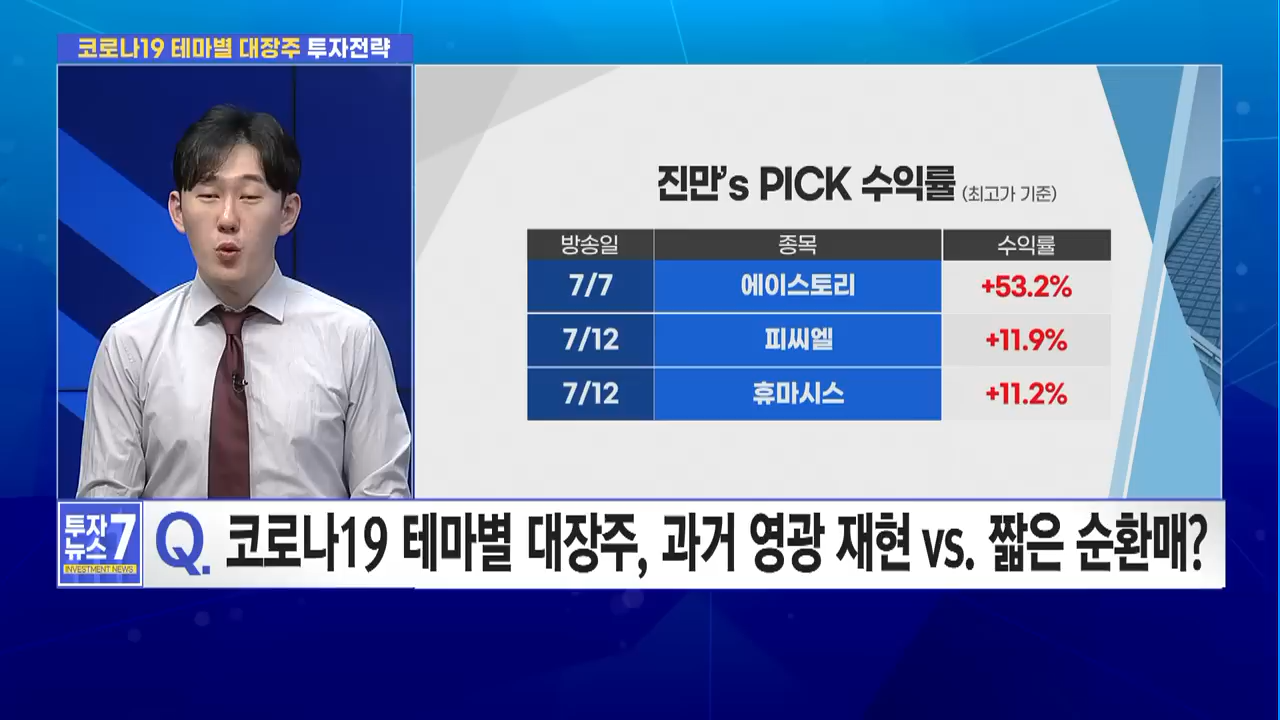 코로나19 테마별 대장주 투자전략
진만's PICK 수익률 (최고가 기준)
방송일 종목 수익률
7/7 에이스토리 +53.2%
7/12 피씨엘 +11.9%
7/12 휴마시스 +11.2%
투자
뉴스7
INVESTMENT NEWS
Q. 코로나19 테마별 대장주, 과거 영광 재현 vs. 짧은 순환매?